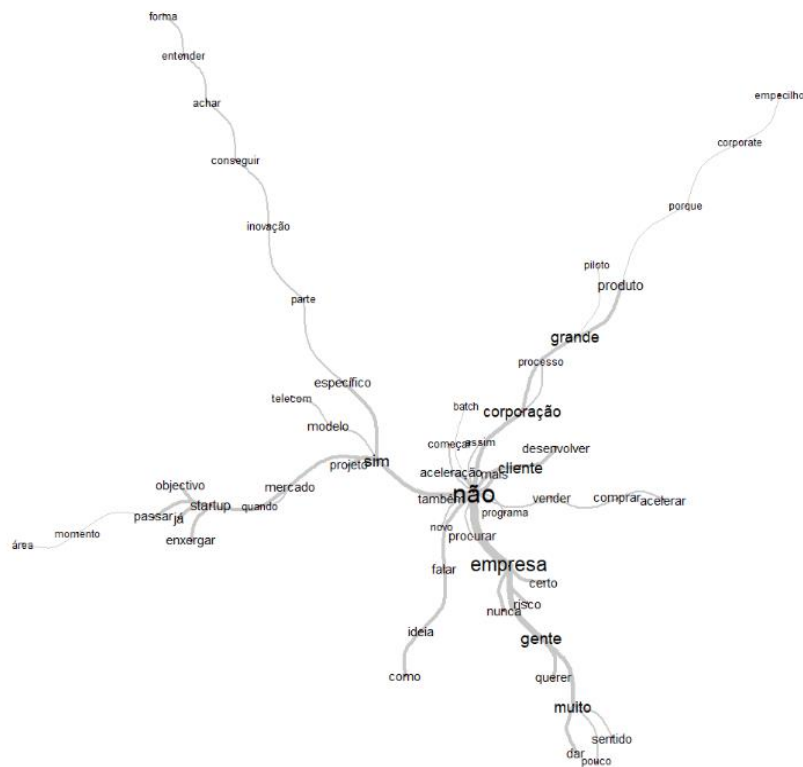 forma
entender
achar
conseguir
inovação
parte
específico
telecom
modelo
sim
projeto
mercado
quando
startup
objectivo
já
passar
enxergar
momento
área
empecilho
corporate
porque
piloto
produto
grande
processo
corporação
batch
começar
assim
desenvolver
cliente
mais
aceleração
não
também
programa
vender
comprar
acelerar
novo
procurar
falar
ideia
como
empresa
certo
risco
nunca
gente
querer
muito
sentido
dar
pouco